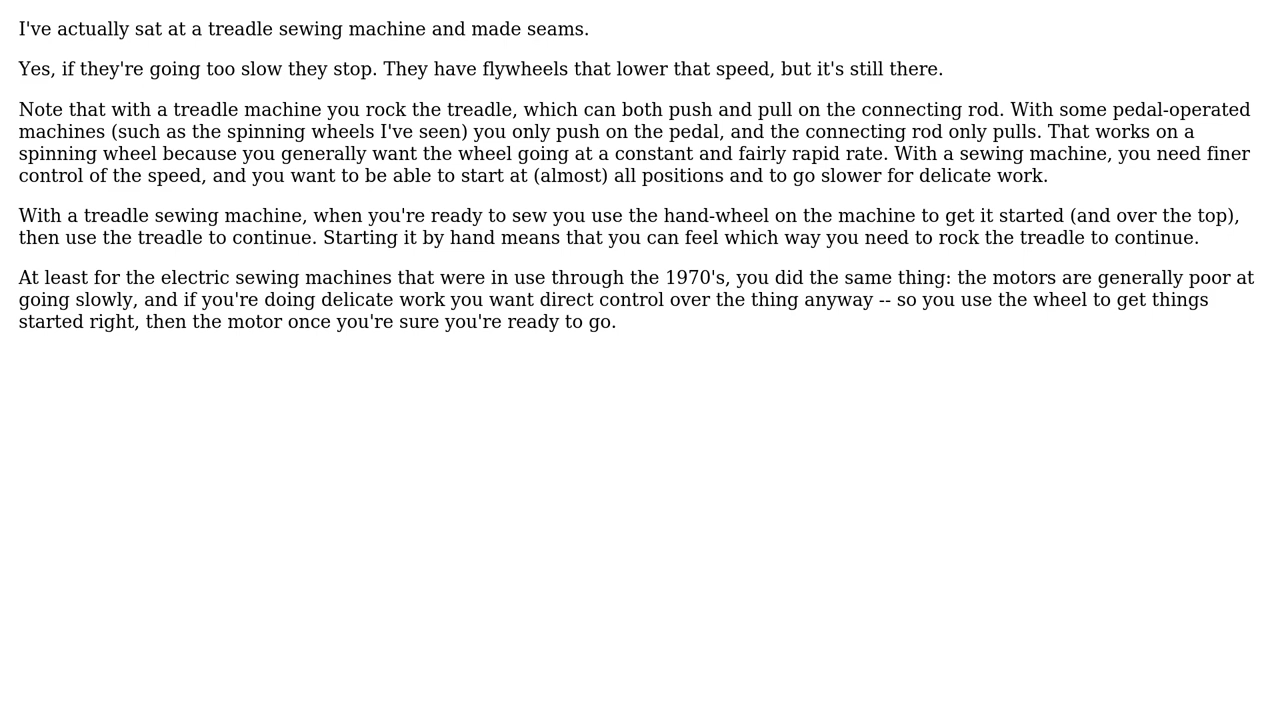 I've actually sat at a treadle sewing machine and made seams.
Yes, if they're going too slow they stop. They have flywheels that lower that speed, but it's still there.
Note that with a treadle machine you rock the treadle, which can both push and pull on the connecting rod. With some pedal-operated
machines (such as the spinning wheels I've seen) you only push on the pedal, and the connecting rod only pulls. That works on a
spinning wheel because you generally want the wheel going at a constant and fairly rapid rate. With a sewing machine, you need finer
control of the speed, and you want to be able to start at (almost) all positions and to go slower for delicate work.
With a treadle sewing machine, when you're ready to sew you use the hand-wheel on the machine to get it started (and over the top),
then use the treadle to continue. Starting it by hand means that you can feel which way you need to rock the treadle to continue.
At least for the electric sewing machines that were in use through the 1970's, you did the same thing: the motors are generally poor at
going slowly, and if you're doing delicate work you want direct control over the thing anyway -- so you use the wheel to get things
started right, then the motor once you're sure you're ready to go.